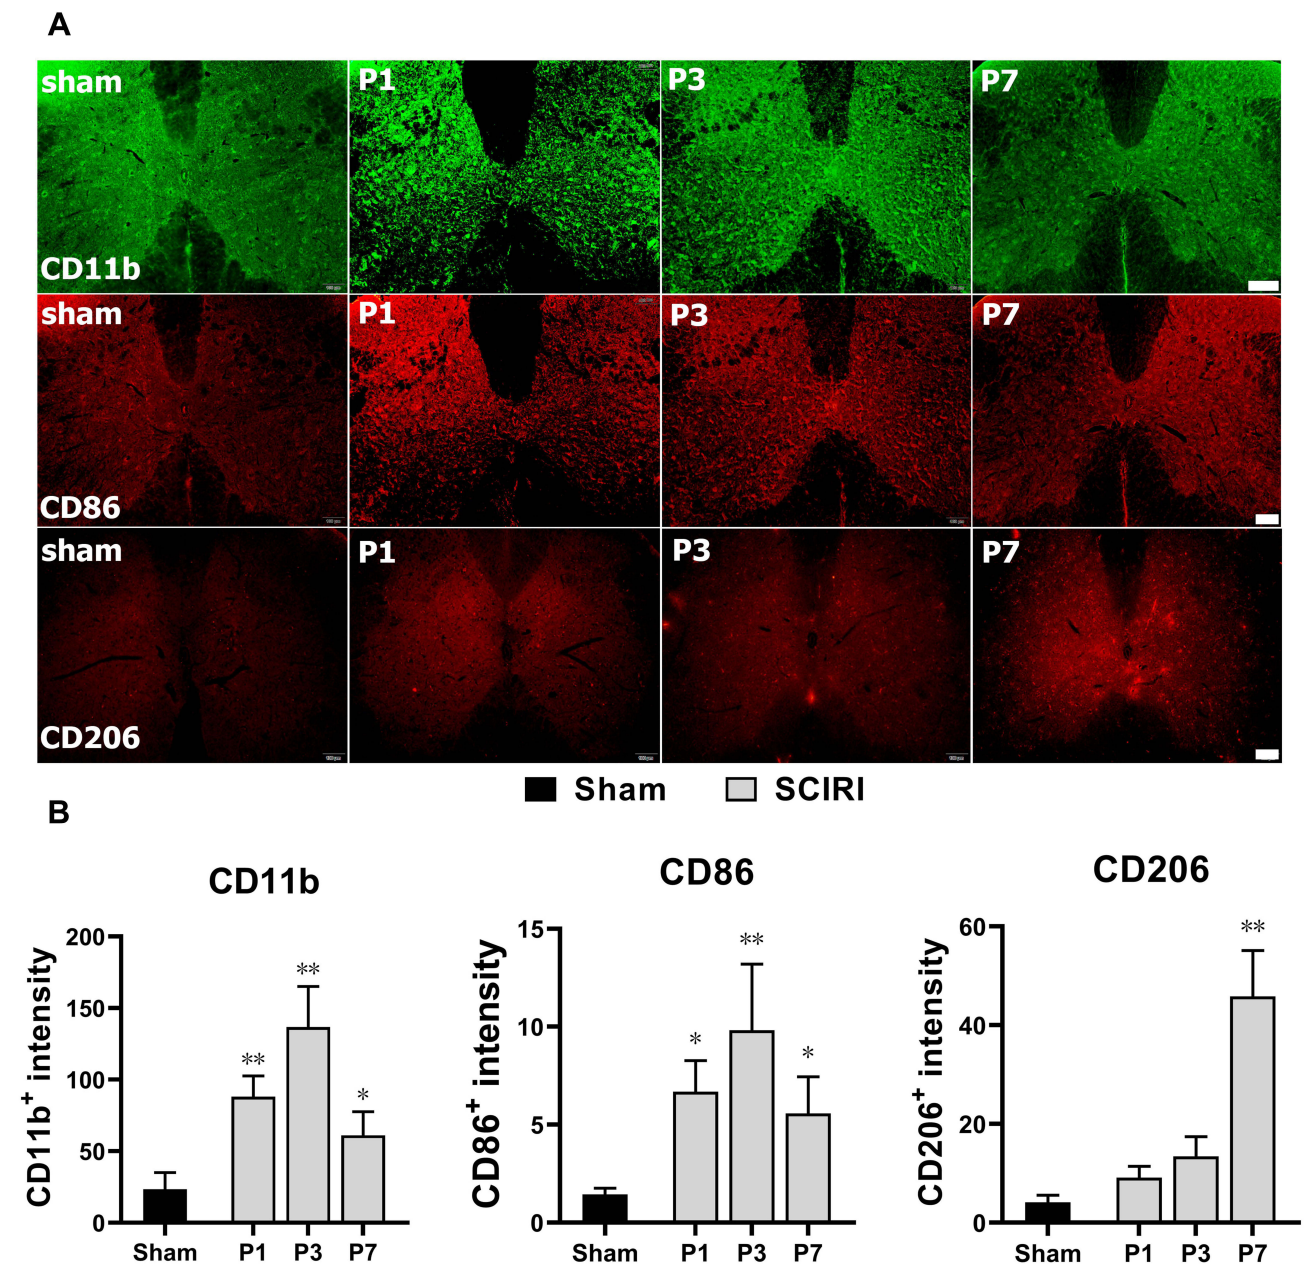 A
sham P1 P3 P7
CD11b
sham P1 P3 P7
CD86
sham P1 P3 P7
CD206
Sham SCIRI
B
CD11b
CD11b+ intensity
200
150
100
50
0
** ** *
Sham P1 P3 P7
CD86
CD86+ intensity
15
10
5
0
* ** *
Sham P1 P3 P7
CD206
CD206+ intensity
60
40
20
0
**
Sham P1 P3 P7